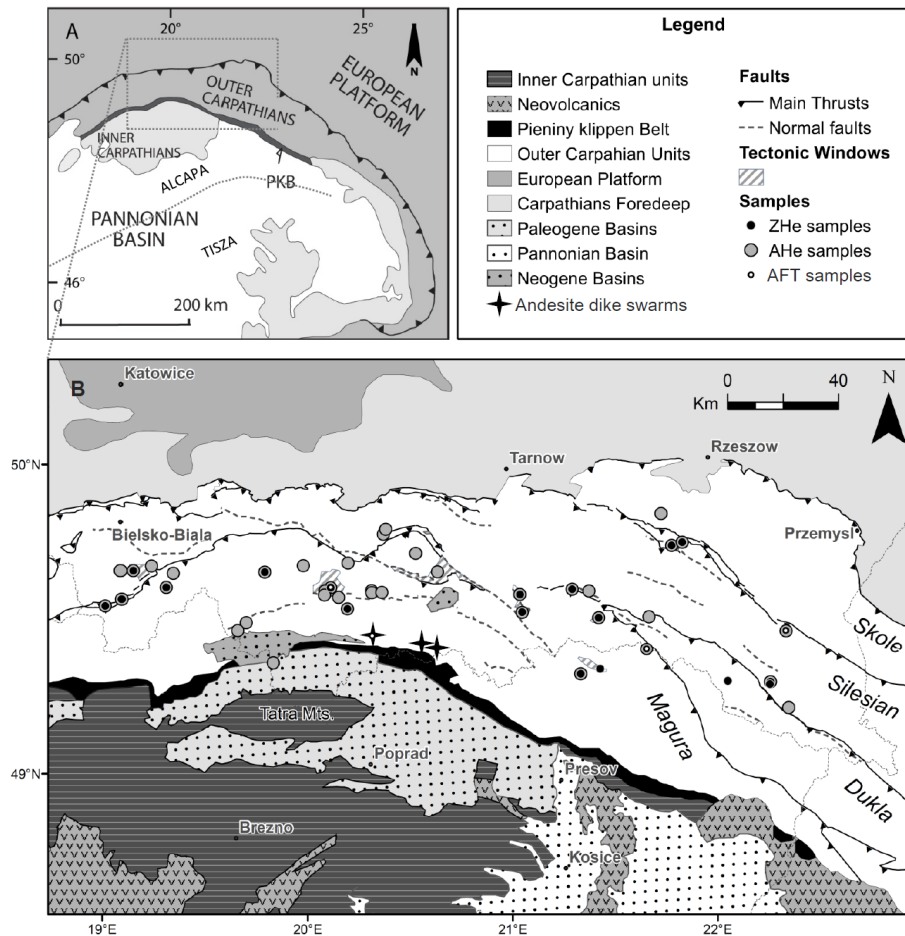 A
20°
25°
50°
N
EUROPEAN
PLATFORM
OUTER
CARPATHIANS
INNER
CARPATHIANS
ALCAPA
PKB
PANNONIAN
BASIN
TISZA
46°
0
200 km
Legend
Inner Carpathian units
Neovolcanics
Pieniny klippen Belt
Outer Carpahian Units
European Platform
Carpathians Foredeep
Paleogene Basins
Pannonian Basin
Neogene Basins
Andesite dike swarms
Faults
Main Thrusts
Normal faults
Tectonic Windows
Samples
ZHe samples
AHe samples
AFT samples
B
Katowice
0
40
Km
N
50°N
Tarnow
Rzeszow
Bielsko-Biala
Przemysl
Skole
Silesian
Magura
Dukla
Tatra Mts.
Poprad
49°N
Presov
Brezno
Kosice
19°E
20°E
21°E
22°E